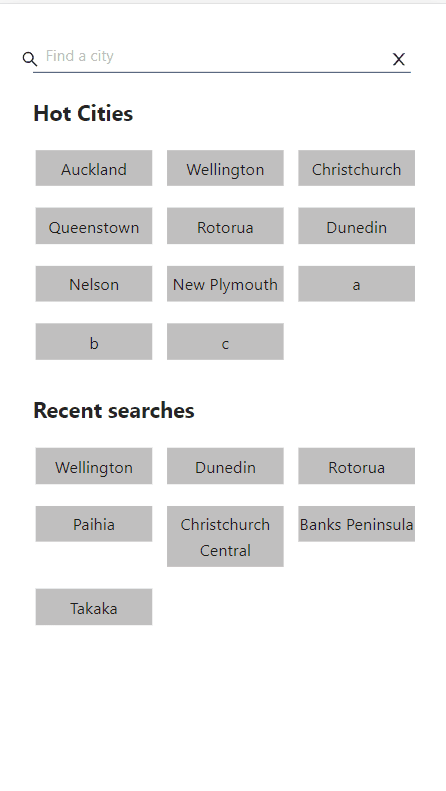 Find a city X
Hot Cities
Auckland Wellington Christchurch
Queenstown Rotorua Dunedin
Nelson New Plymouth a
b c
Recent searches
Wellington Dunedin Rotorua
Paihia Christchurch Central Banks Peninsula
Takaka